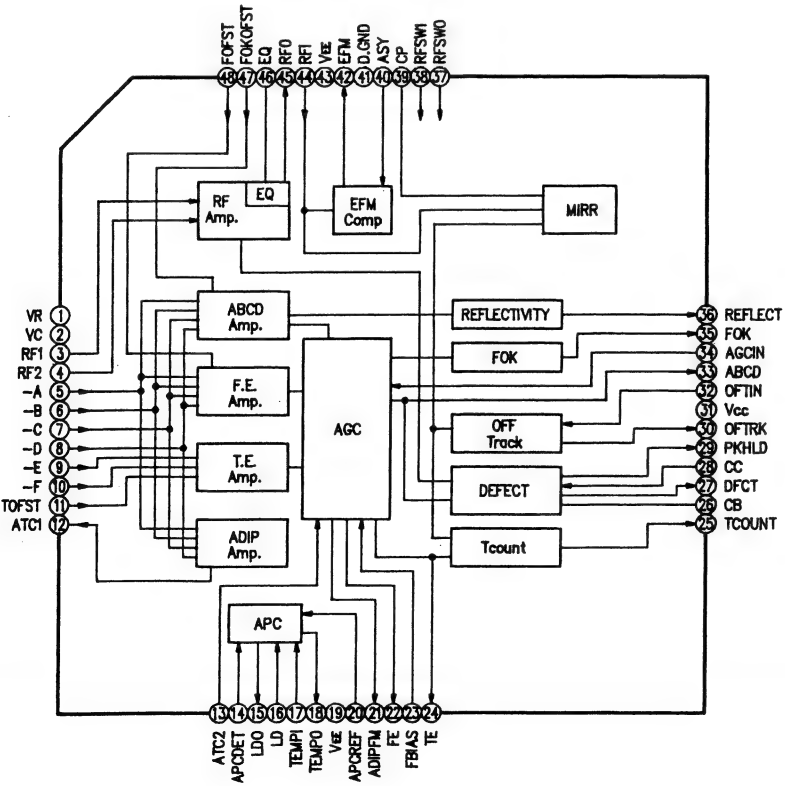 FOFST
FOKOFST
EQ
RFO
RFI
VEE
EFM
D.GND
ASY
CP
RFSW1
RFSW0
48 47 46 45 44 43 42 41 40 39 38 37
RF
Amp.
EQ
EFM
Comp
MIRR
VR 1
VC 2
RF1 3
RF2 4
-A 5
-B 6
-C 7
-D 8
-E 9
-F 10
TOFST 11
ATC1 12
ABCD
Amp.
F.E.
Amp.
T.E.
Amp.
ADIP
Amp.
AGC
APC
REFLECTIVITY
FOK
OFF
Track
DEFECT
Tcount
36 REFLECT
35 FOK
34 AGCIN
33 ABCD
32 OFTIN
31 Vcc
30 OFTRK
29 PKHLD
28 CC
27 DFCT
26 CB
25 TCOUNT
13 14 15 16 17 18 19 20 21 22 23 24
ATC2
APCDET
LDO
LD
TEMPI
TEMPO
VEE
APCREF
ADIPFM
FE
FBIAS
TE